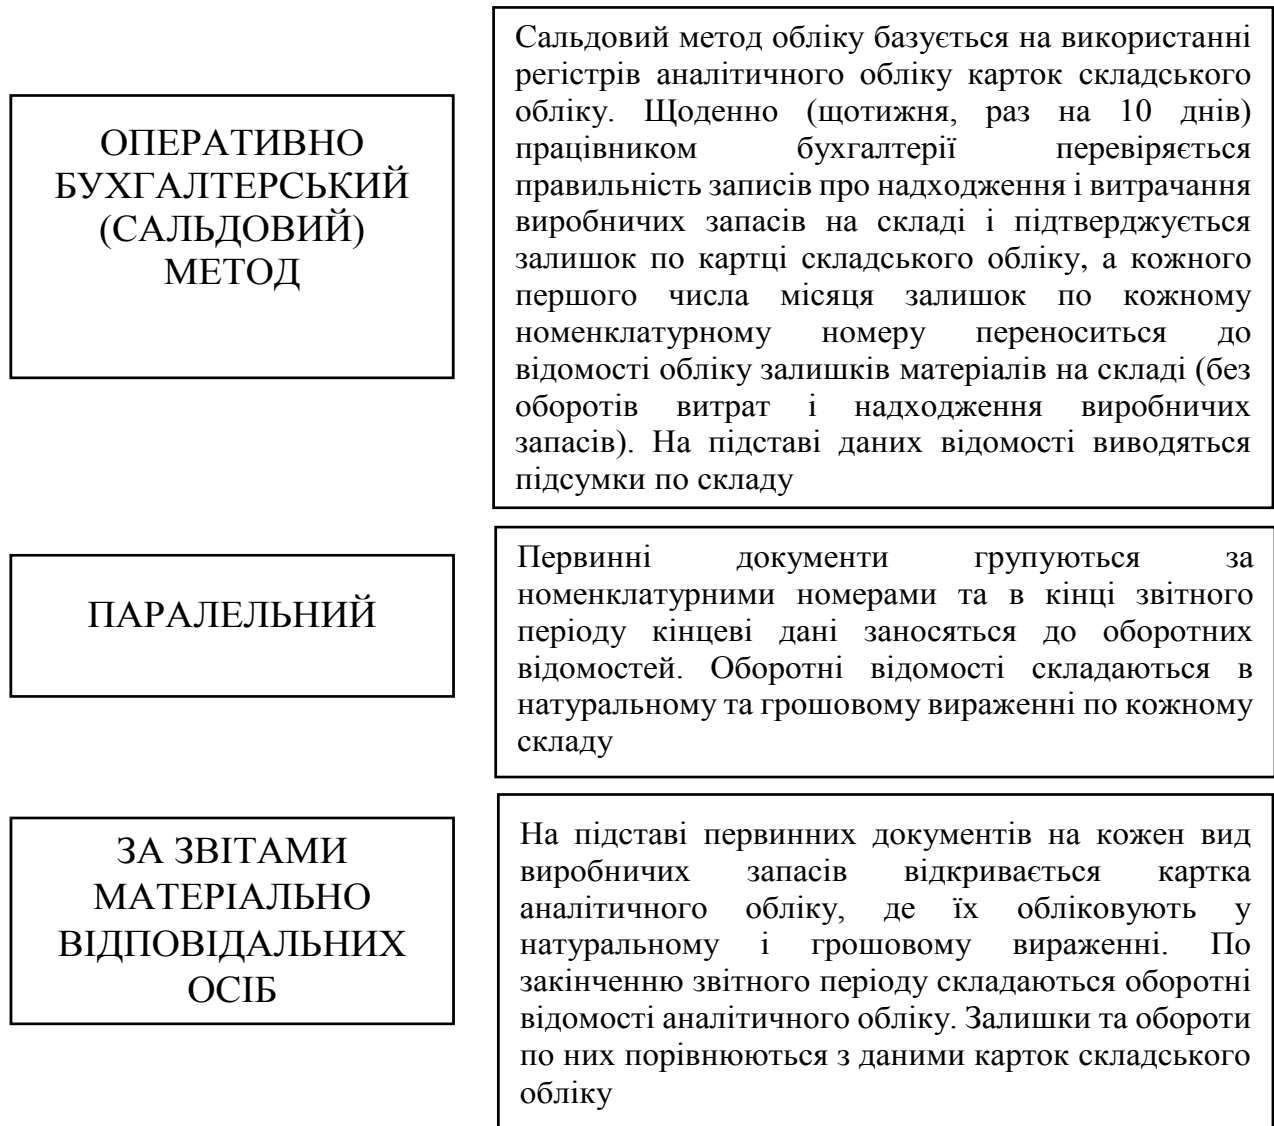 ОПЕРАТИВНО
БУХГАЛТЕРСЬКИЙ
(САЛЬДОВИЙ)
МЕТОД
Сальдовий метод обліку базується на використанні
регістрів аналітичного обліку карток складського
обліку. Щоденно (щотижня, раз на 10 днів)
працівником бухгалтерії перевіряється
правильність записів про надходження і витрачання
виробничих запасів на складі і підтверджується
залишок по картці складського обліку, а кожного
першого числа місяця залишок по кожному
номенклатурному номеру переноситься до
відомості обліку залишків матеріалів на складі (без
оборотів витрат і надходження виробничих
запасів). На підставі даних відомості виводяться
підсумки по складу
ПАРАЛЕЛЬНИЙ
Первинні документи групуються за
номенклатурними номерами та в кінці звітного
періоду кінцеві дані заносяться до оборотних
відомостей. Оборотні відомості складаються в
натуральному та грошовому вираженні по кожному
складу
ЗА ЗВІТАМИ
МАТЕРІАЛЬНО
ВІДПОВІДАЛЬНИХ
ОСІБ
На підставі первинних документів на кожен вид
виробничих запасів відкривається картка
аналітичного обліку, де їх обліковують у
натуральному і грошовому вираженні. По
закінченню звітного періоду складаються оборотні
відомості аналітичного обліку. Залишки та обороти
по них порівнюються з даними карток складського
обліку